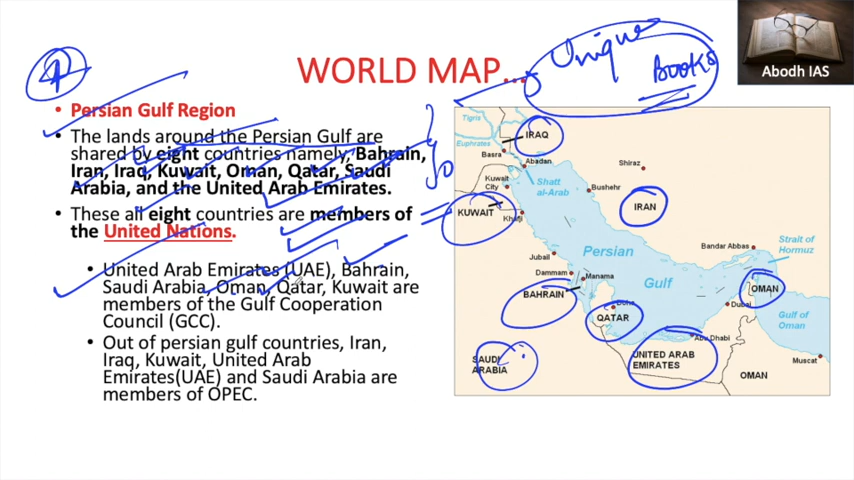 Unique
Books
Abodh IAS
WORLD MAP…
• Persian Gulf Region
• The lands around the Persian Gulf are
shared by eight countries namely, Bahrain,
Iran, Iraq, Kuwait, Oman, Qatar, Saudi
Arabia, and the United Arab Emirates.
• These all eight countries are members of
the United Nations.
• United Arab Emirates (UAE), Bahrain,
Saudi Arabia, Oman, Qatar, Kuwait are
members of the Gulf Cooperation
Council (GCC).
• Out of persian gulf countries, Iran,
Iraq, Kuwait, United Arab
Emirates(UAE) and Saudi Arabia are
members of OPEC.
Tigris
IRAQ
Euphrates
Basra
Abadan
Shiraz
Kuwait
City
Shatt
al-Arab
Bushehr
KUWAIT
Khafji
IRAN
Persian
Gulf
Bandar Abbas
Strait of
Hormuz
Jubail
Dammam
Manama
BAHRAIN
OMAN
Doha
QATAR
Dubai
Gulf of
Oman
Abu Dhabi
SAUDI
ARABIA
UNITED ARAB
EMIRATES
Muscat
OMAN